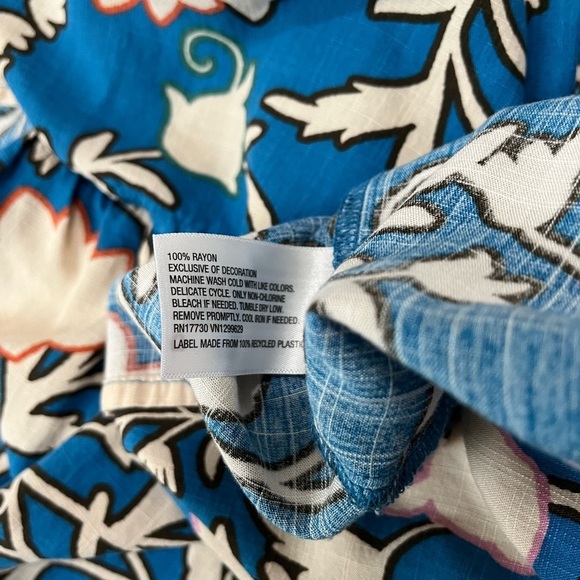 100% RAYON
EXCLUSIVE OF DECORATION
MACHINE WASH COLD WITH LIKE COLORS.
DELICATE CYCLE. ONLY NON-CHLORINE
BLEACH IF NEEDED. TUMBLE DRY LOW.
REMOVE PROMPTLY. COOL IRON IF NEEDED.
RN17730 VN1299629
LABEL MADE FROM 100% RECYCLED PLASTIC